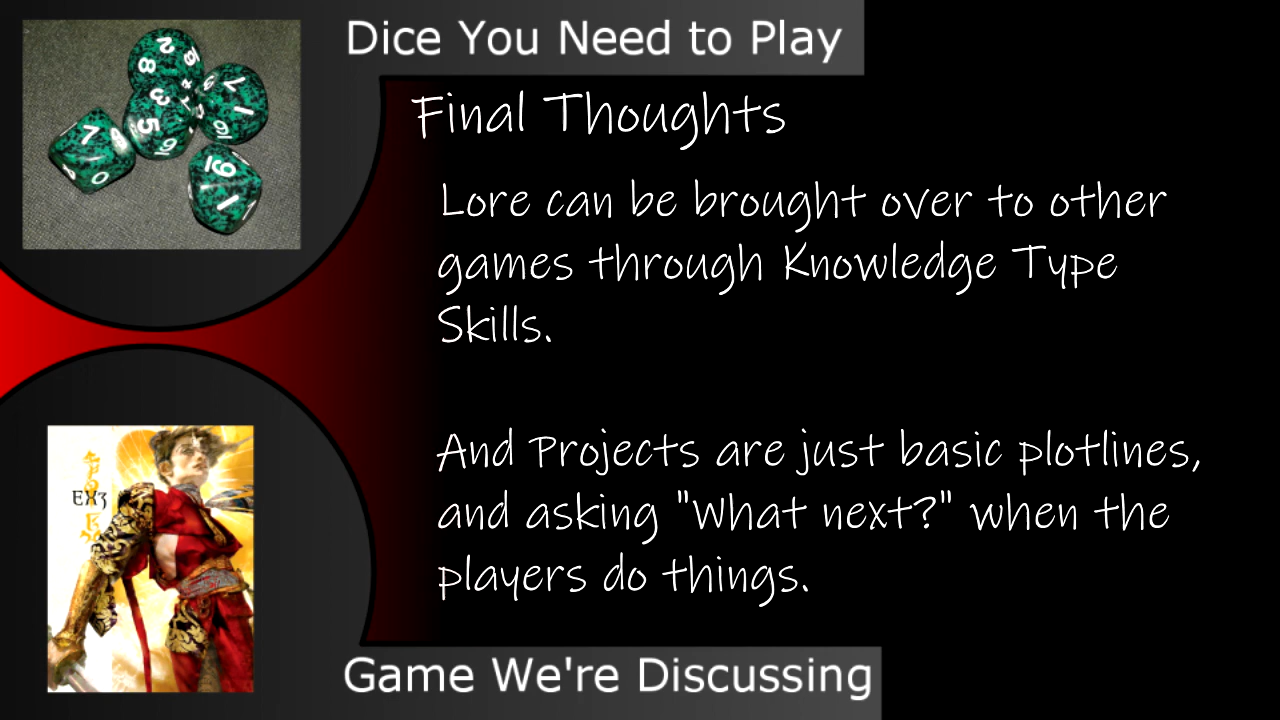 Dice You Need to Play
Final Thoughts
Lore can be brought over to other
games through Knowledge Type
Skills.
And Projects are just basic plotlines,
and asking "What next?" when the
players do things.
EX3
Game We're Discussing